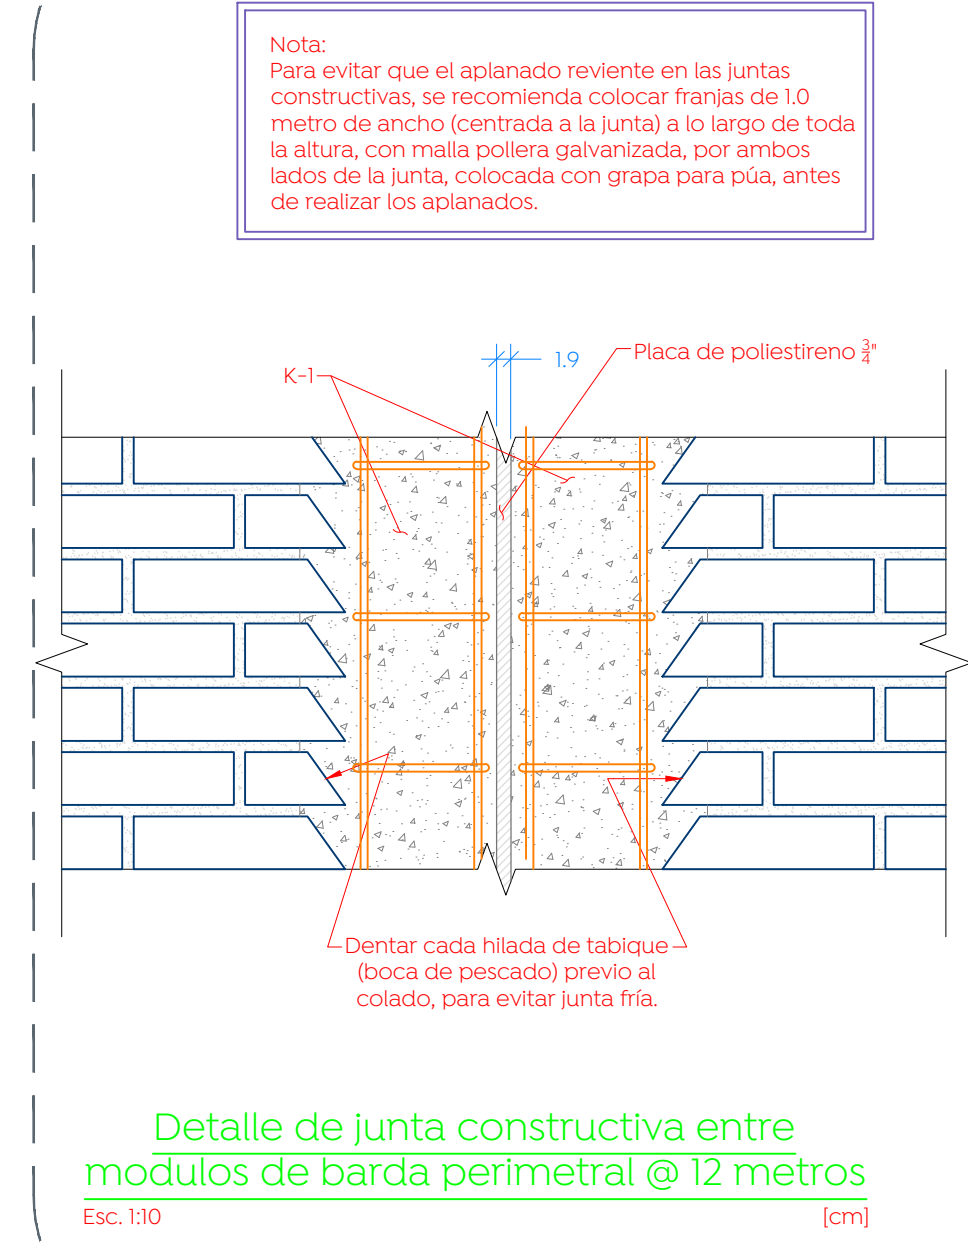 Nota:
Para evitar que el aplanado reviente en las juntas
constructivas, se recomienda colocar franjas de 1.0
metro de ancho (centrada a la junta) a lo largo de toda
la altura, con malla pollera galvanizada, por ambos
lados de la junta, colocada con grapa para púa, antes
de realizar los aplanados.
1.9
Placa de poliestireno 3/4"
K-1
Dentar cada hilada de tabique
(boca de pescado) previo al
colado, para evitar junta fría.
Detalle de junta constructiva entre
modulos de barda perimetral @ 12 metros
Esc. 1:10
[cm]